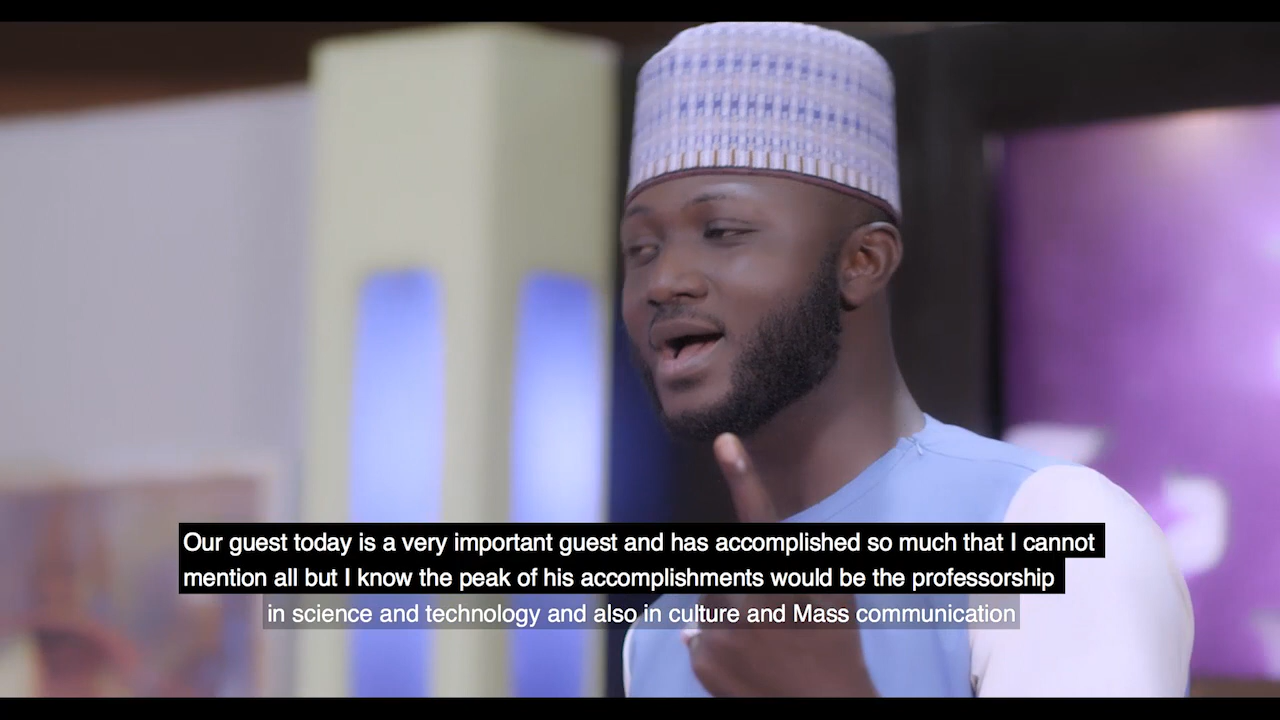 Our guest today is a very important guest and has accomplished so much that I cannot
mention all but I know the peak of his accomplishments would be the professorship
in science and technology and also in culture and Mass communication